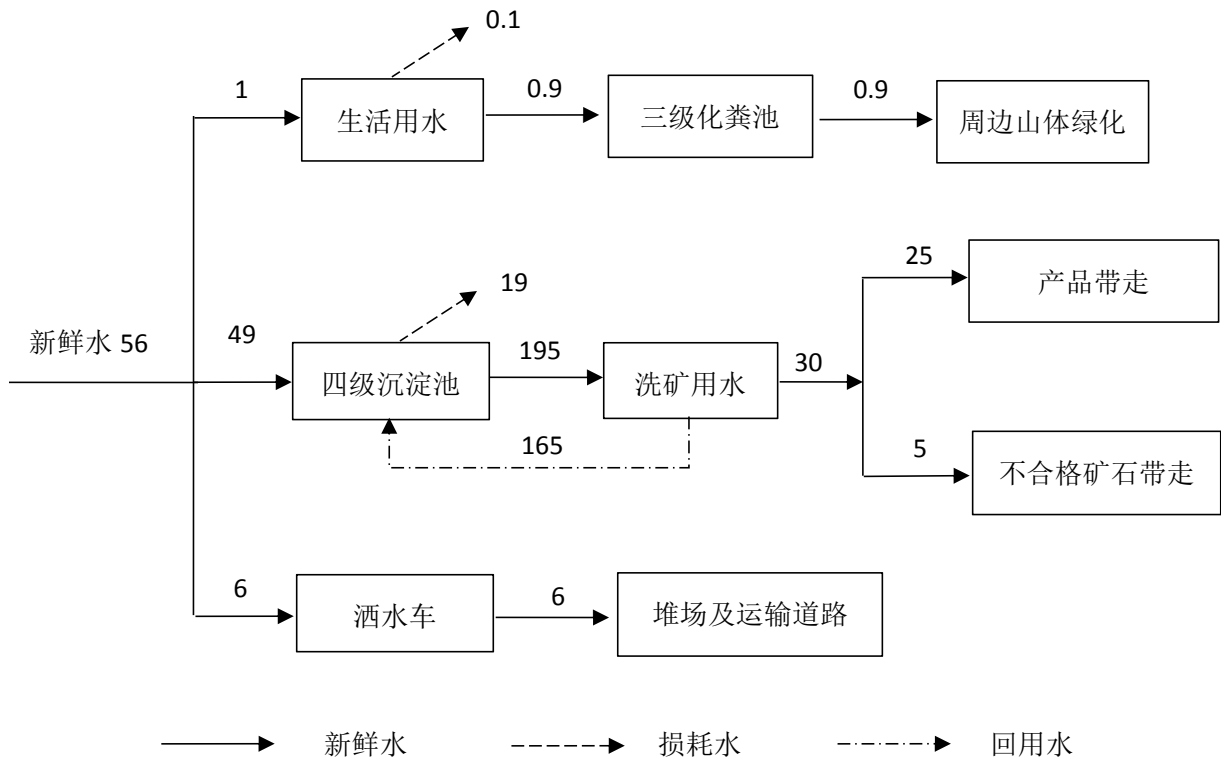 0.1
1
生活用水
0.9
三级化粪池
0.9
周边山体绿化
新鲜水 56
49
19
四级沉淀池
195
洗矿用水
165
30
25
产品带走
5
不合格矿石带走
6
洒水车
6
堆场及运输道路
新鲜水
损耗水
回用水